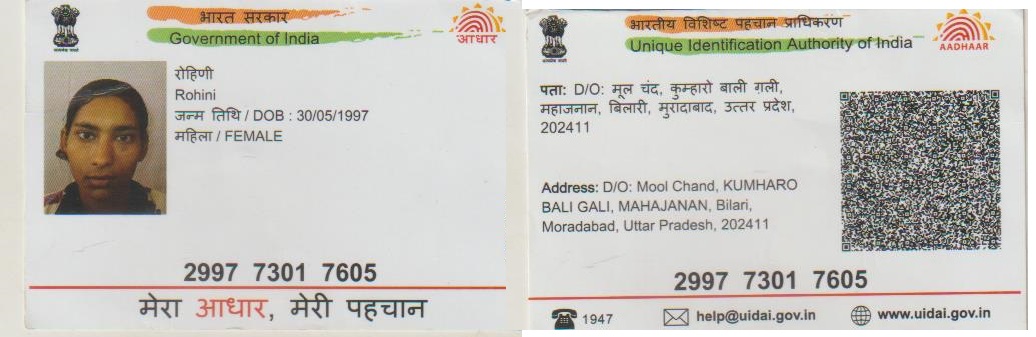 भारत सरकार
Government of India
आधार
रोहिणी
Rohini
जन्म तिथि / DOB : 30/05/1997
महिला / FEMALE
2997 7301 7605
मेरा आधार, मेरी पहचान
भारतीय विशिष्ट पहचान प्राधिकरण
Unique Identification Authority of India
AADHAAR
पता: D/O: मूल चंद, कुम्हारो बाली ग़ली,
महाजनान, बिलारी, मुरादाबाद, उत्तर प्रदेश,
202411
Address: D/O: Mool Chand, KUMHARO
BALI GALI, MAHAJANAN, Bilari,
Moradabad, Uttar Pradesh, 202411
2997 7301 7605
1947
help@uidai.gov.in
www.uidai.gov.in